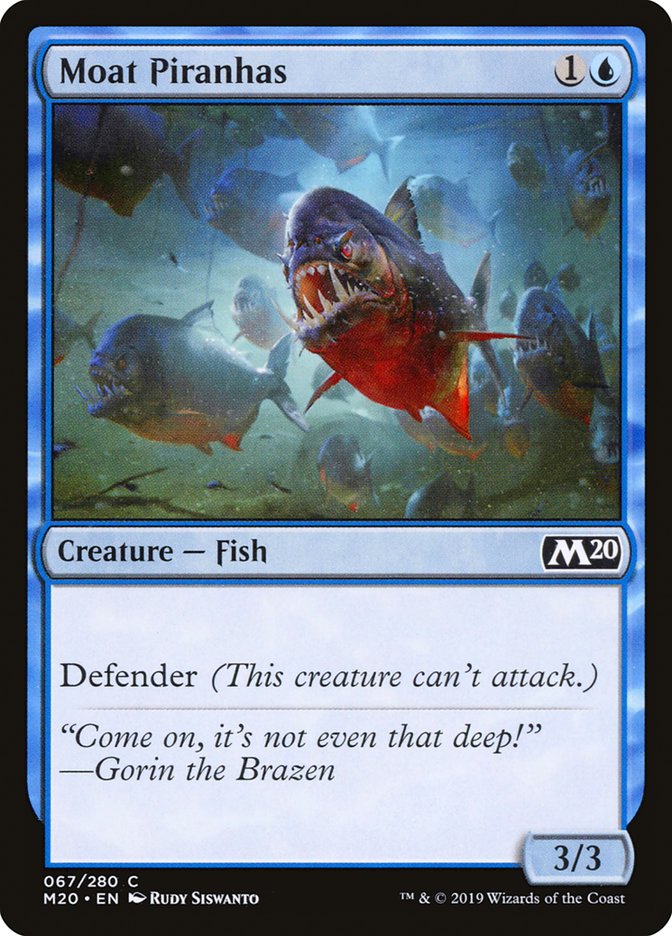 Moat Piranhas 1
Creature — Fish M20
Defender (This creature can't attack.)
“Come on, it's not even that deep!”
—Gorin the Brazen
3/3
067/280 C
M20 • EN Rudy Siswanto ™ & © 2019 Wizards of the Coast